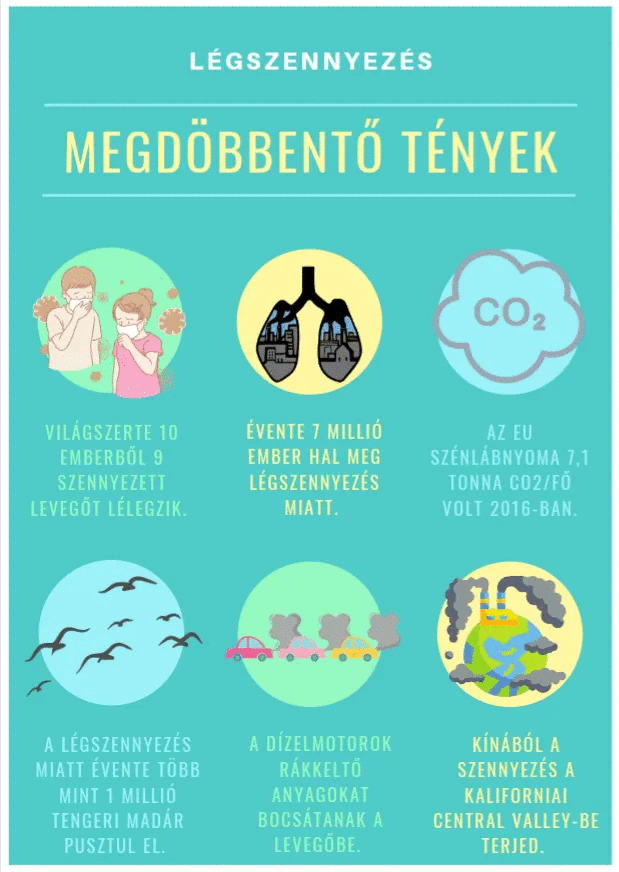 LÉGSZENNYEZÉS
MEGDÖBBENTŐ TÉNYEK
CO₂
VILÁGSZERTE 10
EMBERBŐL 9
SZENNYEZETT
LEVEGŐT LÉLEGZIK.
ÉVENTE 7 MILLIÓ
EMBER HAL MEG
LÉGSZENNYEZÉS
MIATT.
AZ EU
SZÉNLÁBNYOMA 7,1
TONNA CO2/FŐ
VOLT 2016-BAN.
A LÉGSZENNYEZÉS
MIATT ÉVENTE TÖBB
MINT 1 MILLIÓ
TENGERI MADÁR
PUSZTUL EL.
A DÍZELMOTOROK
RÁKKELTŐ
ANYAGOKAT
BOCSÁTANAK A
LEVEGŐBE.
KÍNÁBÓL A
SZENNYEZÉS A
KALIFORNIAI
CENTRAL VALLEY-BE
TERJED.